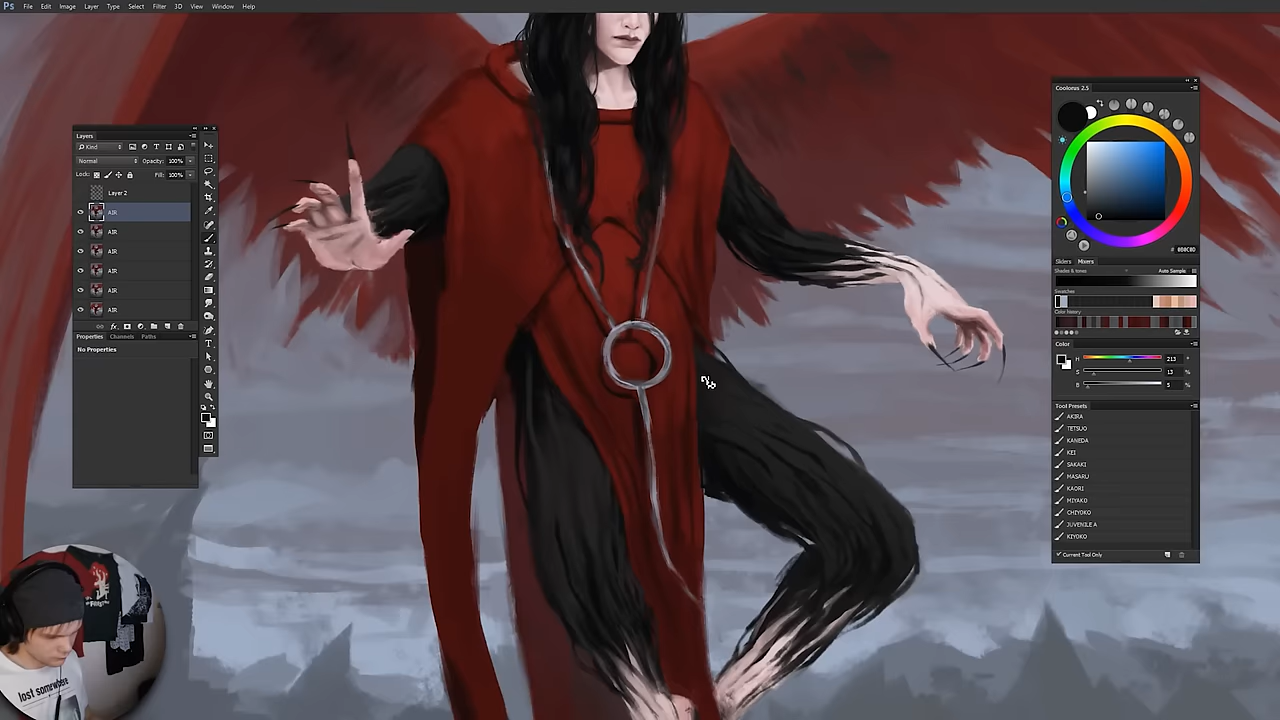 Ps File Edit Image Layer Type Select Filter 3D View Window Help
Layers
Kind
Normal Opacity: 100%
Lock: Fill: 100%
Layer 2
AIR
AIR
AIR
AIR
AIR
AIR
fx
Properties Channels Paths
No Properties
Coolorus 2.5
Sliders Mixers
Shades & tones Auto Sample
Swatches
Color history
Color
H 213 °
S 13 %
B 5 %
Tool Presets
AKIRA
TETSUO
KANEDA
KEI
SAKAKI
MASARU
KAORI
MIYAKO
CHIYOKO
JUVENILE A
KIYOKO
Current Tool Only
lost somewhere